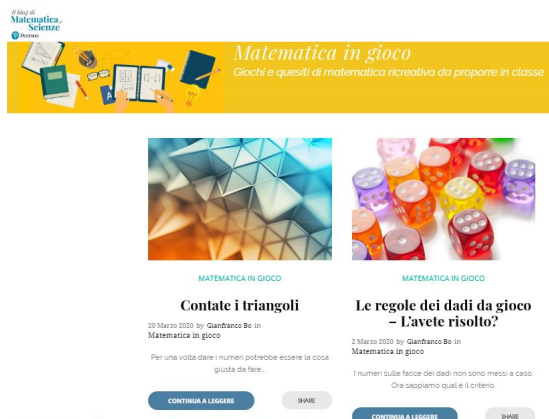 Il blog di
Matematica e
Scienze
Pearson
Matematica in gioco
Giochi e quesiti di matematica ricreativa da proporre in classe
MATEMATICA IN GIOCO
Contate i triangoli
20 Marzo 2020 by Gianfranco Bo in
Matematica in gioco
Per una volta dare i numeri potrebbe essere la cosa
giusta da fare...
CONTINUA A LEGGERE
SHARE
MATEMATICA IN GIOCO
Le regole dei dadi da gioco
– L'avete risolto?
2 Marzo 2020 by Gianfranco Bo in
Matematica in gioco
I numeri sulle facce dei dadi non sono messi a caso.
Ora sappiamo qual è il criterio.
CONTINUA A LEGGERE
SHARE